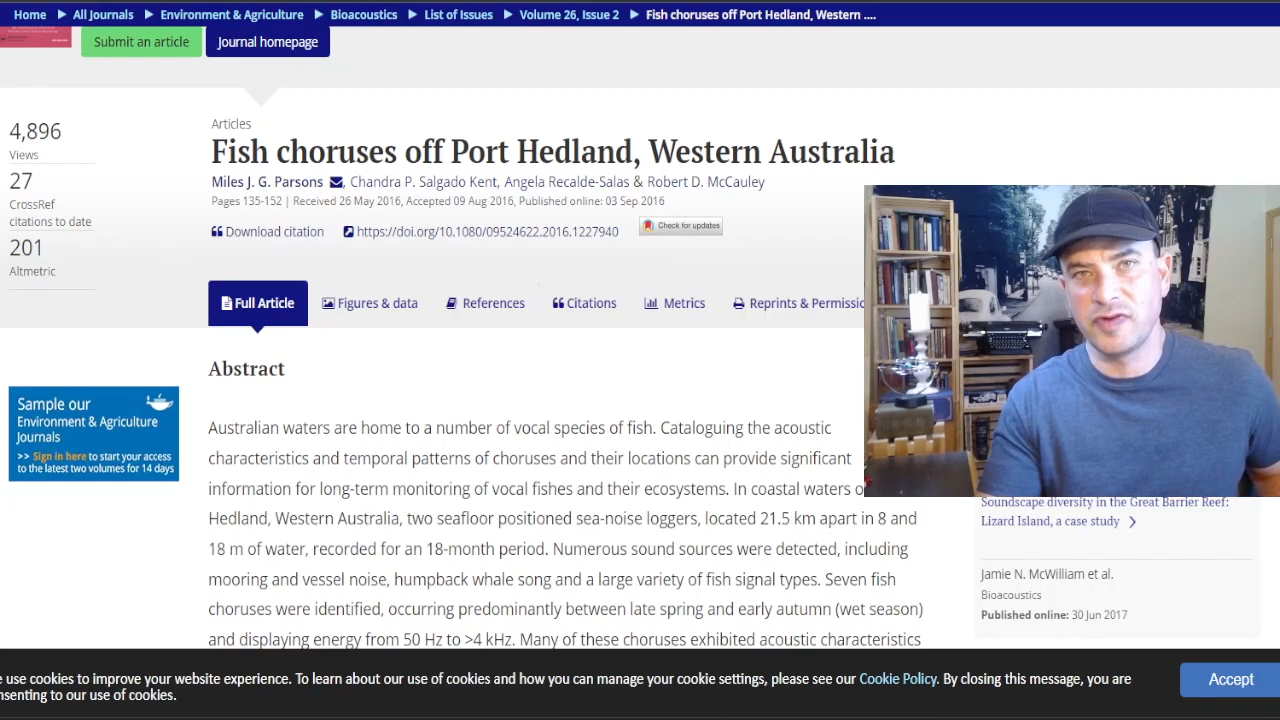 Home All Journals Environment & Agriculture Bioacoustics List of Issues Volume 26, Issue 2 Fish choruses off Port Hedland, Western ....
Submit an article Journal homepage
4,896
Views
27
CrossRef
citations to date
201
Altmetric
Articles
Fish choruses off Port Hedland, Western Australia
Miles J. G. Parsons, Chandra P. Salgado Kent, Angela Recalde-Salas & Robert D. McCauley
Pages 135-152 | Received 26 May 2016, Accepted 09 Aug 2016, Published online: 03 Sep 2016
Download citation https://doi.org/10.1080/09524622.2016.1227940 Check for updates
Full Article Figures & data References Citations Metrics Reprints & Permissio
Sample our
Environment & Agriculture
Journals
>> Sign in here to start your access
to the latest two volumes for 14 days
Abstract
Australian waters are home to a number of vocal species of fish. Cataloguing the acoustic
characteristics and temporal patterns of choruses and their locations can provide significant
information for long-term monitoring of vocal fishes and their ecosystems. In coastal waters o
Hedland, Western Australia, two seafloor positioned sea-noise loggers, located 21.5 km apart in 8 and
18 m of water, recorded for an 18-month period. Numerous sound sources were detected, including
mooring and vessel noise, humpback whale song and a large variety of fish signal types. Seven fish
choruses were identified, occurring predominantly between late spring and early autumn (wet season)
and displaying energy from 50 Hz to >4 kHz. Many of these choruses exhibited acoustic characteristics
Soundscape diversity in the Great Barrier Reef:
Lizard Island, a case study
Jamie N. McWilliam et al.
Bioacoustics
Published online: 30 Jun 2017
e use cookies to improve your website experience. To learn about our use of cookies and how you can manage your cookie settings, please see our Cookie Policy. By closing this message, you are
nsenting to our use of cookies.
Accept